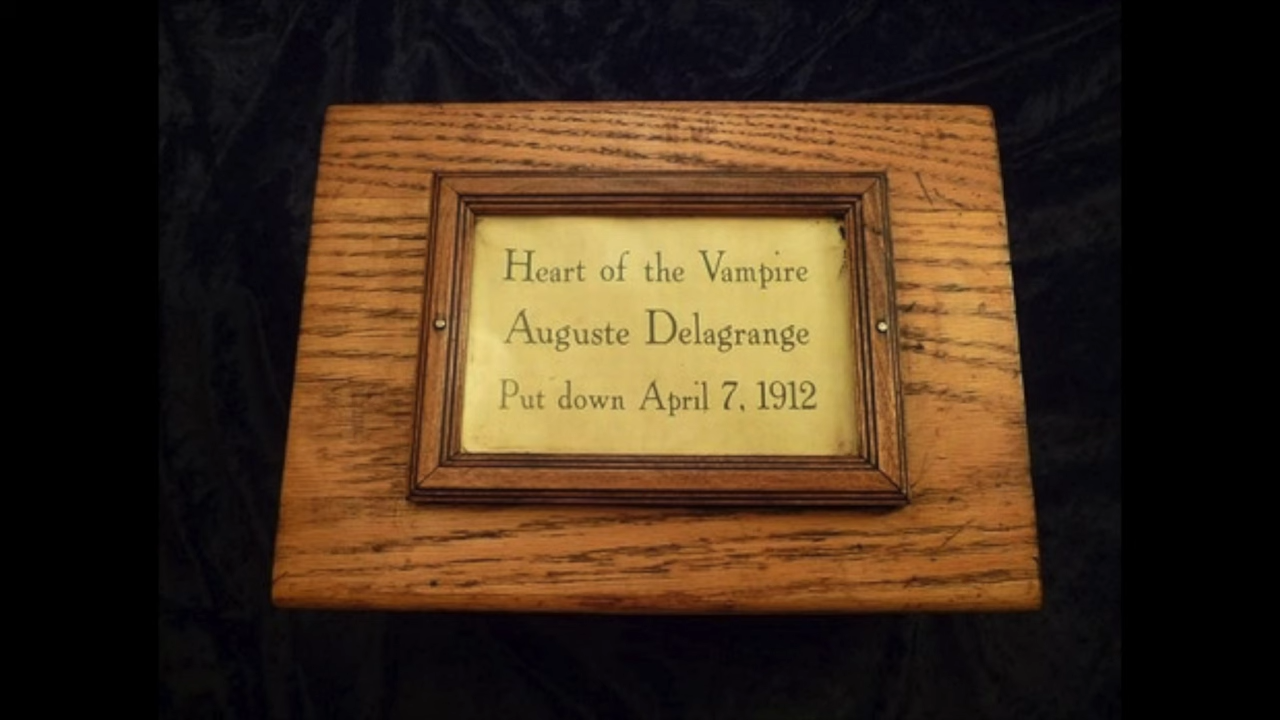 Heart of the Vampire
Auguste Delagrange
Put down April 7, 1912